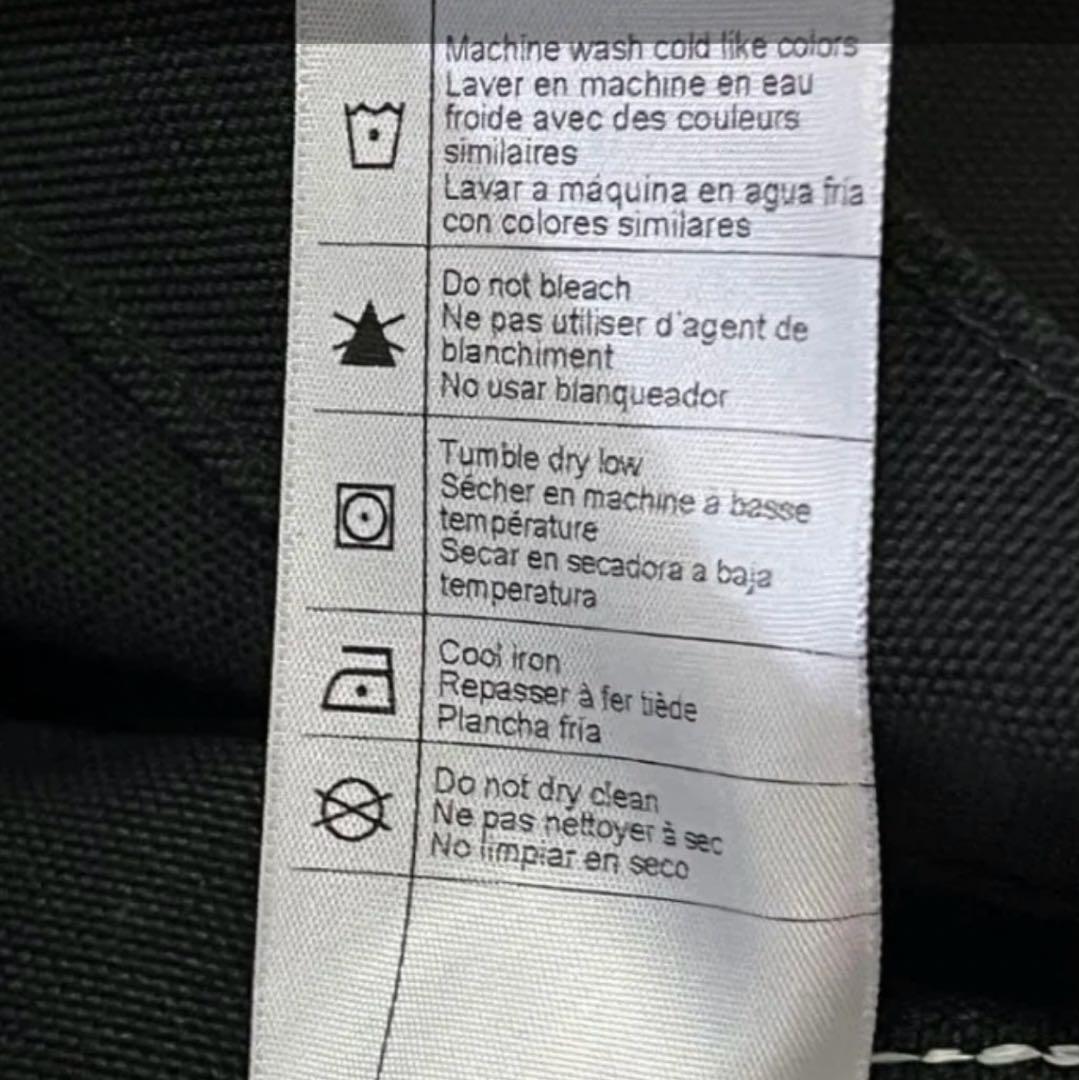 Machine wash cold like colors
Laver en machine en eau
froide avec des couleurs
similaires
Lavar a máquina en agua fría
con colores similares
Do not bleach
Ne pas utiliser d'agent de
blanchiment
No usar blanqueador
Tumble dry low
Sécher en machine à basse
température
Secar en secadora a baja
temperatura
Cool iron
Repasser à fer tiède
Plancha fría
Do not dry clean
Ne pas nettoyer à sec
No limpiar en seco